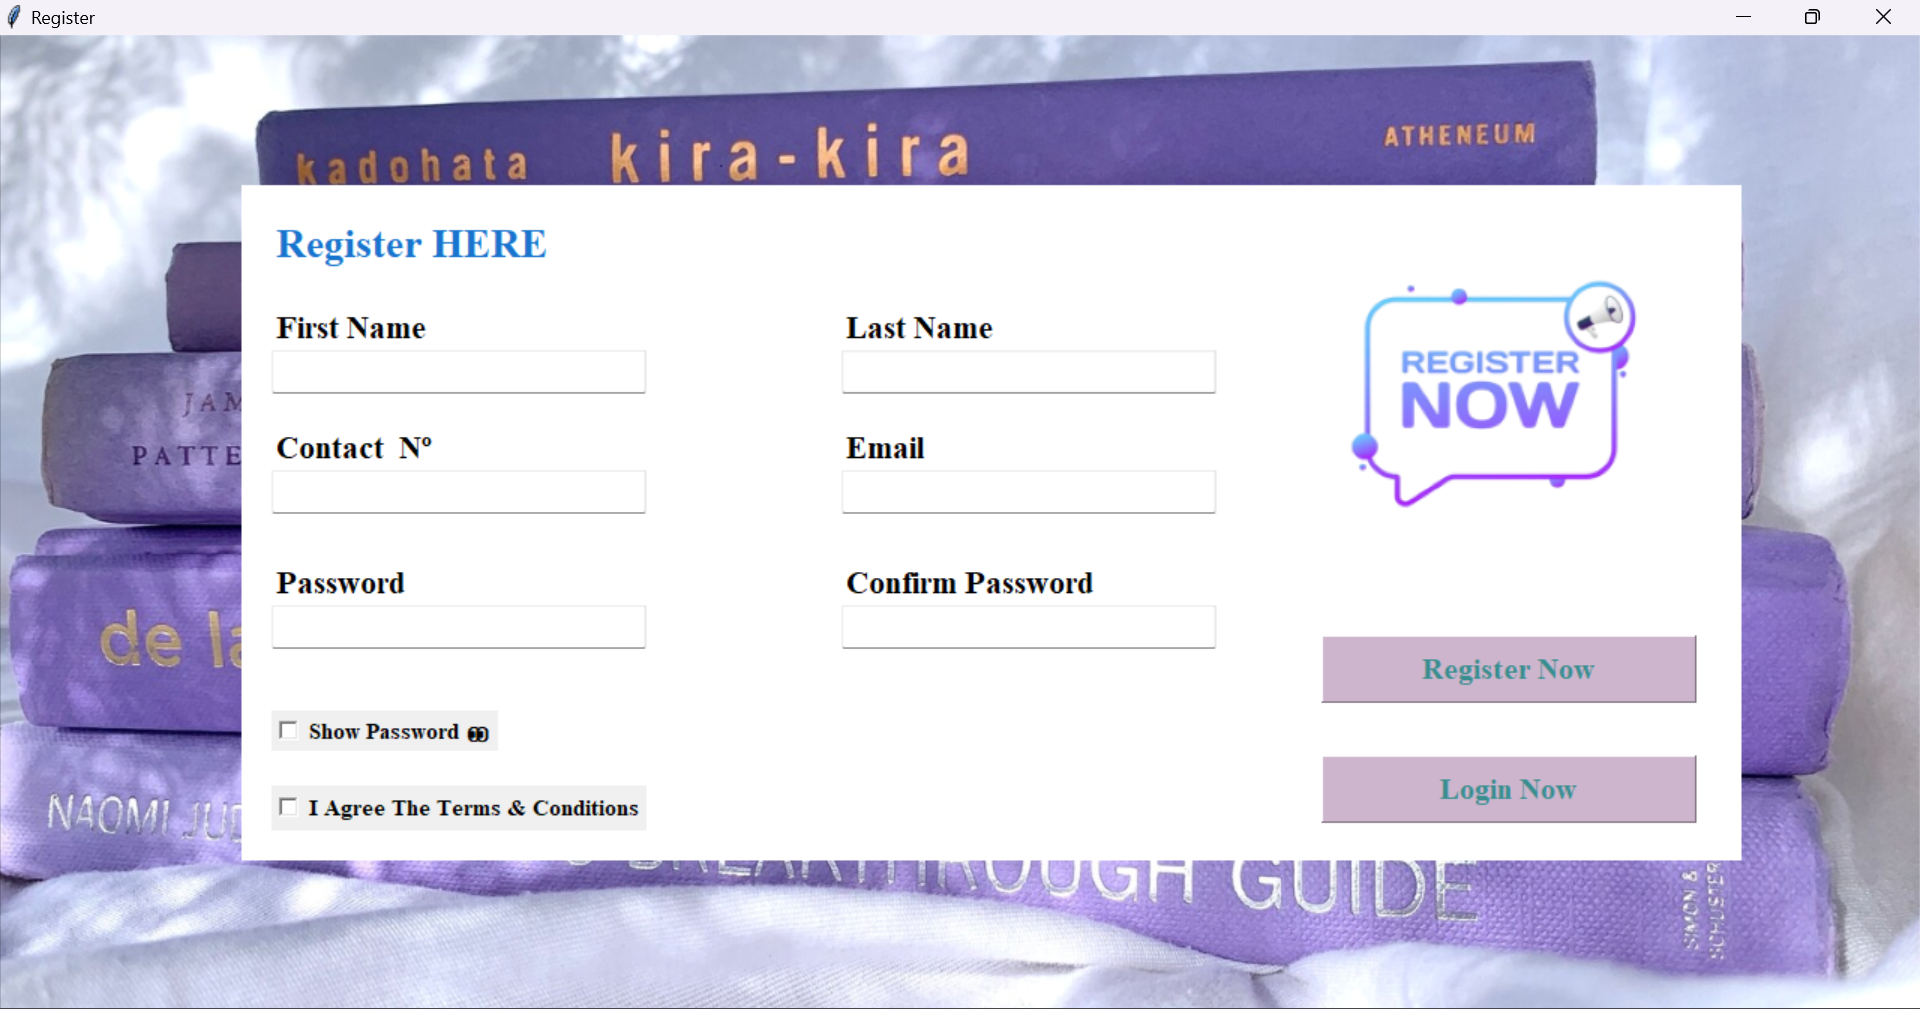 Register
kadohata kira-kira ATHENEUM
Register HERE
First Name Last Name
REGISTER
NOW
JAM
PATTE
Contact Nº Email
Password Confirm Password
de la
Register Now
Show Password
Login Now
NAOMI JUD
I Agree The Terms & Conditions
BREAKTHROUGH GUIDE
SIMON &
SCHUSTER